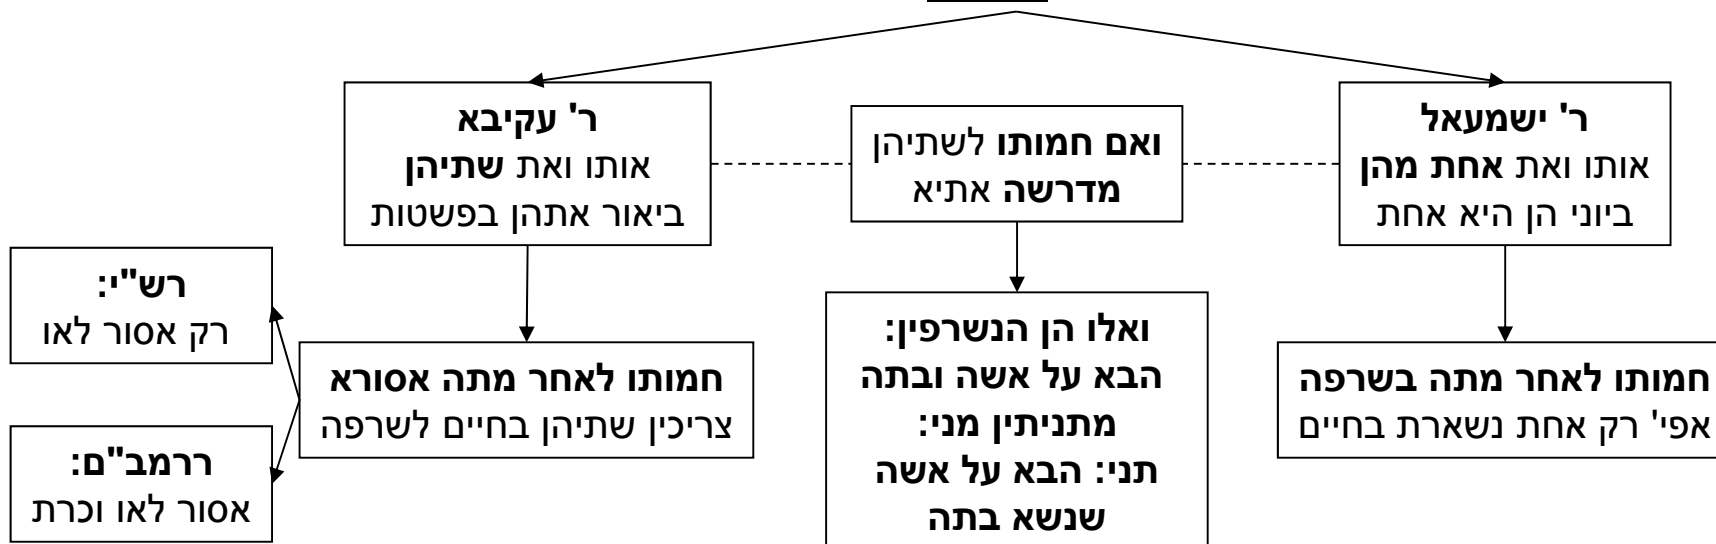 ר' ישמעאל
אותו ואת אחת מהן
ביוני הן היא אחת
ואם חמותו לשתיהן
מדרשה אתיא
ר' עקיבא
אותו ואת שתיהן
ביאור אתהן בפשטות
חמותו לאחר מתה בשרפה
אפי' רק אחת נשארת בחיים
ואלו הן הנשרפין:
הבא על אשה ובתה
מתניתין מני:
תני: הבא על אשה
שנשא בתה
חמותו לאחר מתה אסורא
צריכין שתיהן בחיים לשרפה
רש"י:
רק אסור לאו
ררמב"ם:
אסור לאו וכרת